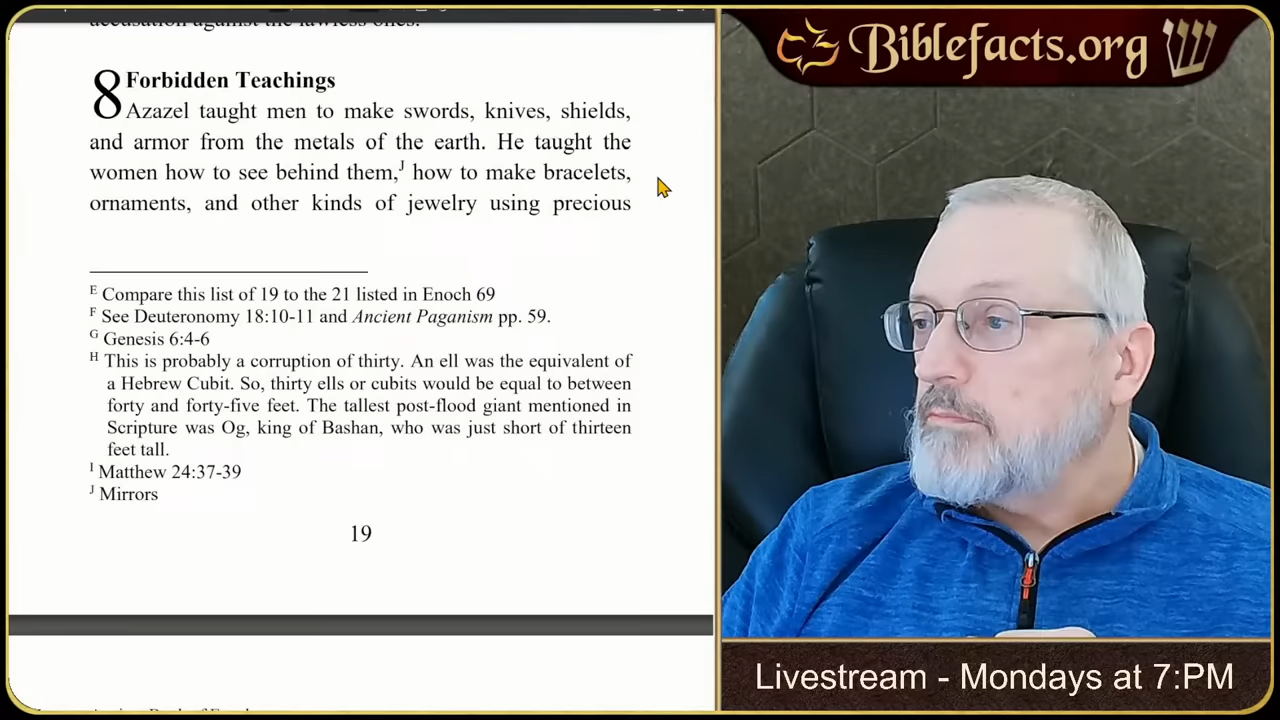 accusation against the lawless ones.
8 Forbidden Teachings
Azazel taught men to make swords, knives, shields,
and armor from the metals of the earth. He taught the
women how to see behind them,J how to make bracelets,
ornaments, and other kinds of jewelry using precious
E Compare this list of 19 to the 21 listed in Enoch 69
F See Deuteronomy 18:10-11 and Ancient Paganism pp. 59.
G Genesis 6:4-6
H This is probably a corruption of thirty. An ell was the equivalent of
a Hebrew Cubit. So, thirty ells or cubits would be equal to between
forty and forty-five feet. The tallest post-flood giant mentioned in
Scripture was Og, king of Bashan, who was just short of thirteen
feet tall.
I Matthew 24:37-39
J Mirrors
19
Biblefacts.org
Livestream - Mondays at 7:PM